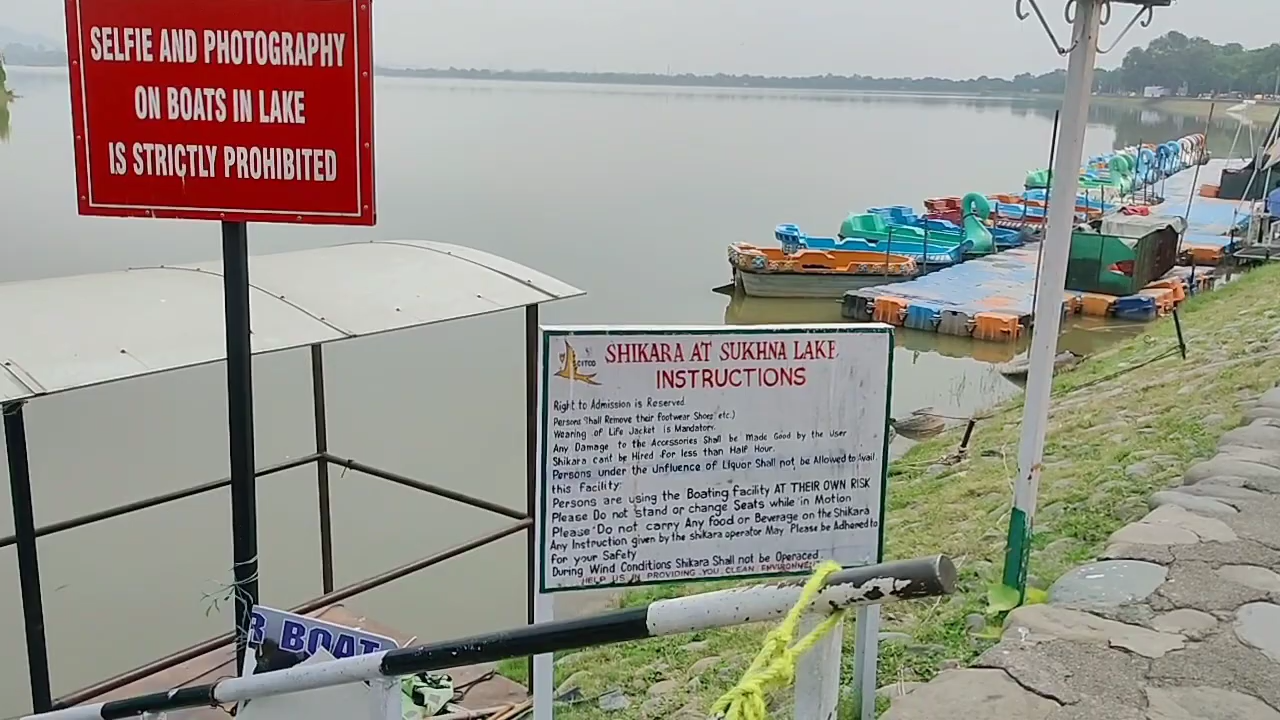 SELFIE AND PHOTOGRAPHY
ON BOATS IN LAKE
IS STRICTLY PROHIBITED
CITCO
SHIKARA AT SUKHNA LAKE
INSTRUCTIONS
Right to Admission is Reserved
Persons Shall Remove their Footwear Shoes etc.)
Wearing of Life Jacket is Mandatory.
Any Damage to the Accessories Shall be Made Good by the User
Shikara cant be Hired For less than Half Hour.
Persons under the Unfluence of Liquor Shall not be Allowed to Avail.
this Facility.
Persons are using the Boating facility AT THEIR OWN RISK
Please Do not stand or change Seats while in Motion
Please Do not carry Any food or Beverage on the Shikara
Any Instruction given by the shikara operator May Please be Adhered to
for your Safety
During Wind Conditions Shikara Shall not be Operaced
HELP US IN PROVIDING YOU CLEAN ENVIRONMENT
R BOAT